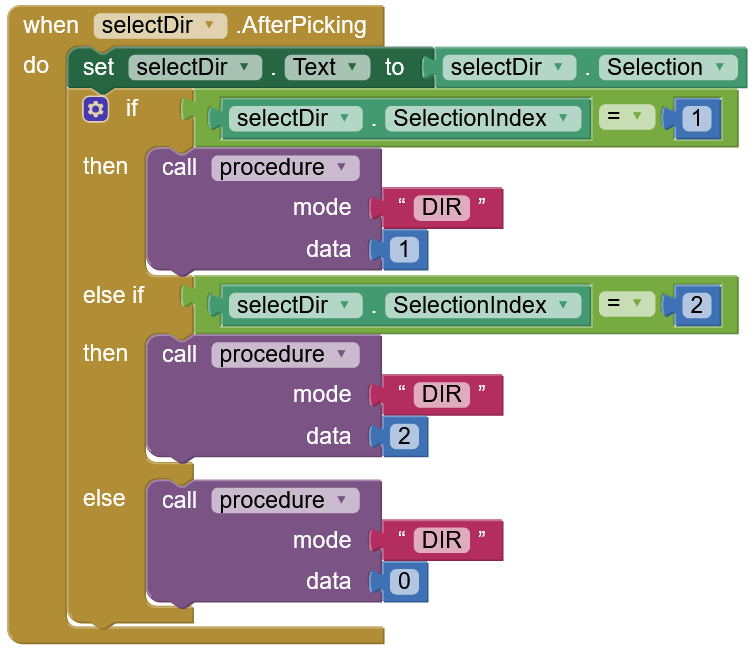 when selectDir .AfterPicking
do set selectDir . Text to selectDir . Selection
if selectDir . SelectionIndex = 1
then call procedure
mode “ DIR ”
data 1
else if selectDir . SelectionIndex = 2
then call procedure
mode “ DIR ”
data 2
else call procedure
mode “ DIR ”
data 0